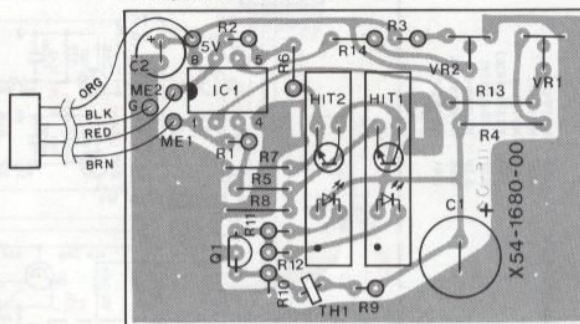 R2
R3
5V
8
5
R14
C2
R6
VR2
VR1
ORG
ME2
IC1
HIT2
HIT1
R13
BLK
G
RED
1
4
R4
BRN
ME1
R1
R7
R5
R8
C1
+
+
R11
Q1
R12
R10
TH1
R9
X54-1680-00